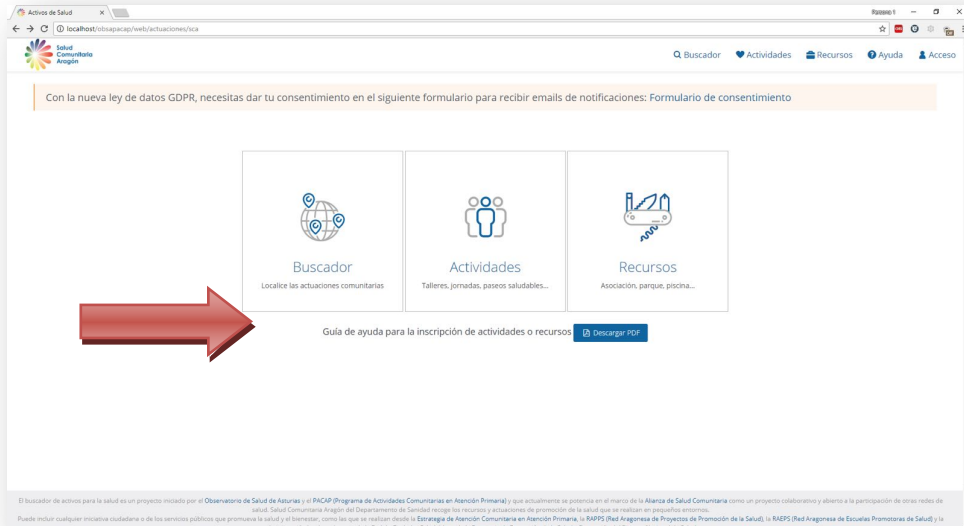 Activos de Salud
localhost/obsapacap/web/actuaciones/sca
Salud
Comunitaria
Aragón
Buscador Actividades Recursos Ayuda Acceso
Con la nueva ley de datos GDPR, necesitas dar tu consentimiento en el siguiente formulario para recibir emails de notificaciones: Formulario de consentimiento
Buscador
Localice las actuaciones comunitarias
Actividades
Talleres, jornadas, paseos saludables...
Recursos
Asociación, parque, piscina...
Guía de ayuda para la inscripción de actividades o recursos Descargar PDF
El buscador de activos para la salud es un proyecto iniciado por el Observatorio de Salud de Asturias y el PACAP (Programa de Actividades Comunitarias en Atención Primaria) y que actualmente se potencia en el marco de la Alianza de Salud Comunitaria como un proyecto colaborativo y abierto a la participación de otras redes de
salud. Salud Comunitaria Aragón del Departamento de Sanidad recoge los recursos y actuaciones de promoción de la salud que se realizan en pequeños entornos.
Puede incluir cualquier iniciativa ciudadana o de los servicios públicos que promueva la salud y el bienestar, como las que se realizan desde la Estrategia de Atención Comunitaria en Atención Primaria, la RAPPS (Red Aragonesa de Proyectos de Promoción de la Salud), la RAEPS (Red Aragonesa de Escuelas Promotoras de Salud) y la